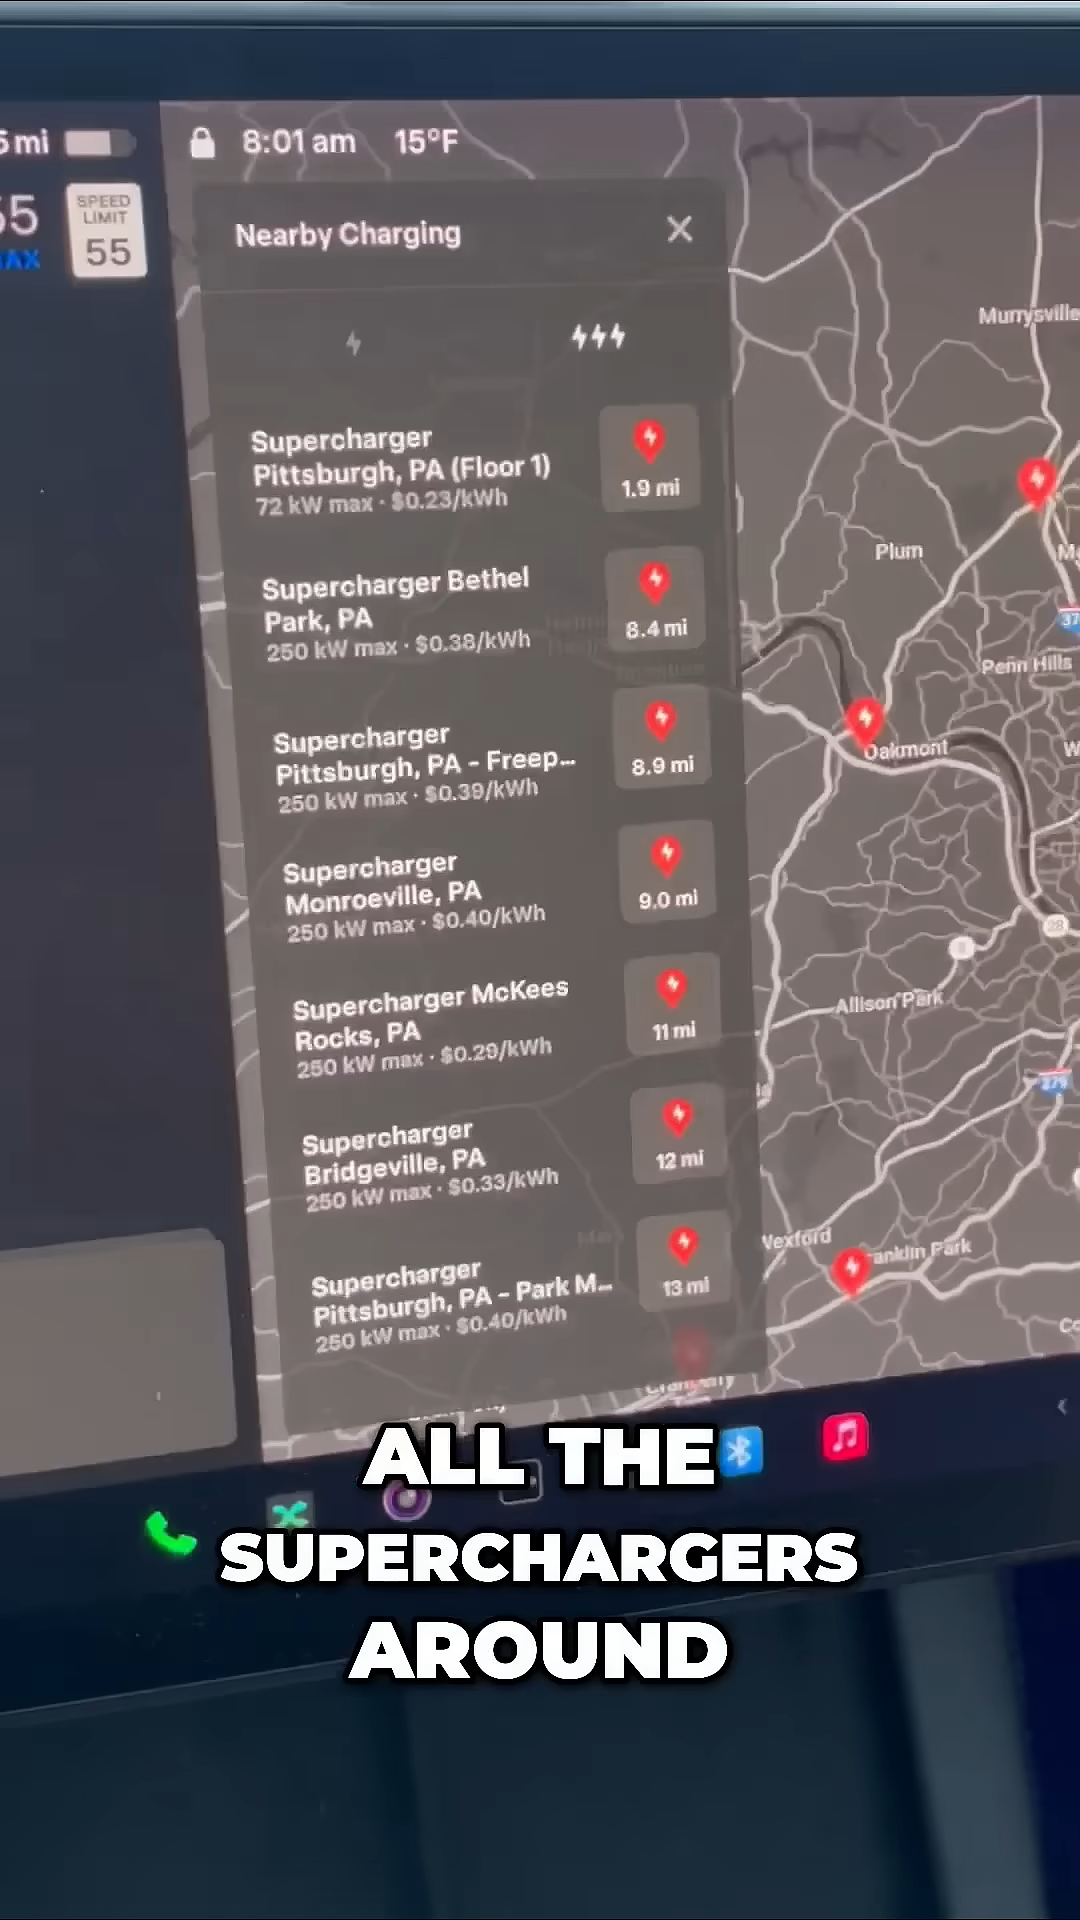 5 mi
8:01 am
15°F
55
MAX
SPEED
LIMIT
55
Nearby Charging
Supercharger
Pittsburgh, PA (Floor 1)
72 kW max · $0.23/kWh
1.9 mi
Supercharger Bethel
Park, PA
250 kW max · $0.38/kWh
8.4 mi
Supercharger
Pittsburgh, PA - Freep...
250 kW max · $0.39/kWh
8.9 mi
Supercharger
Monroeville, PA
250 kW max · $0.40/kWh
9.0 mi
Supercharger McKees
Rocks, PA
250 kW max · $0.29/kWh
11 mi
Supercharger
Bridgeville, PA
250 kW max · $0.33/kWh
12 mi
Supercharger
Pittsburgh, PA - Park M...
250 kW max · $0.40/kWh
13 mi
Murrysville
Plum
Penn Hills
Oakmont
28
Allison Park
279
Wexford
Franklin Park
ALL THE
SUPERCHARGERS
AROUND